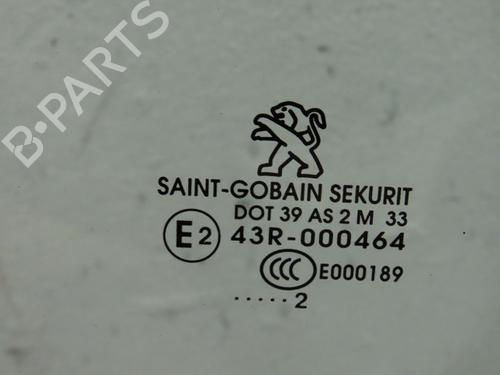 B-PARTS
SAINT-GOBAIN SEKURIT
DOT 39 AS 2 M 33
E2 43R-000464
CCC E000189
.....2